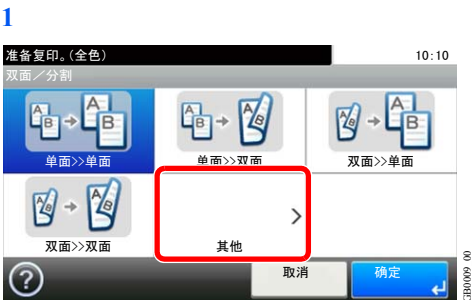 1
准备复印。(全色) 10:10
双面／分割
A B A B
单面>>单面
A B A B
单面>>双面
A B A B
双面>>单面
A B A B
双面>>双面
其他
? 取消 确定